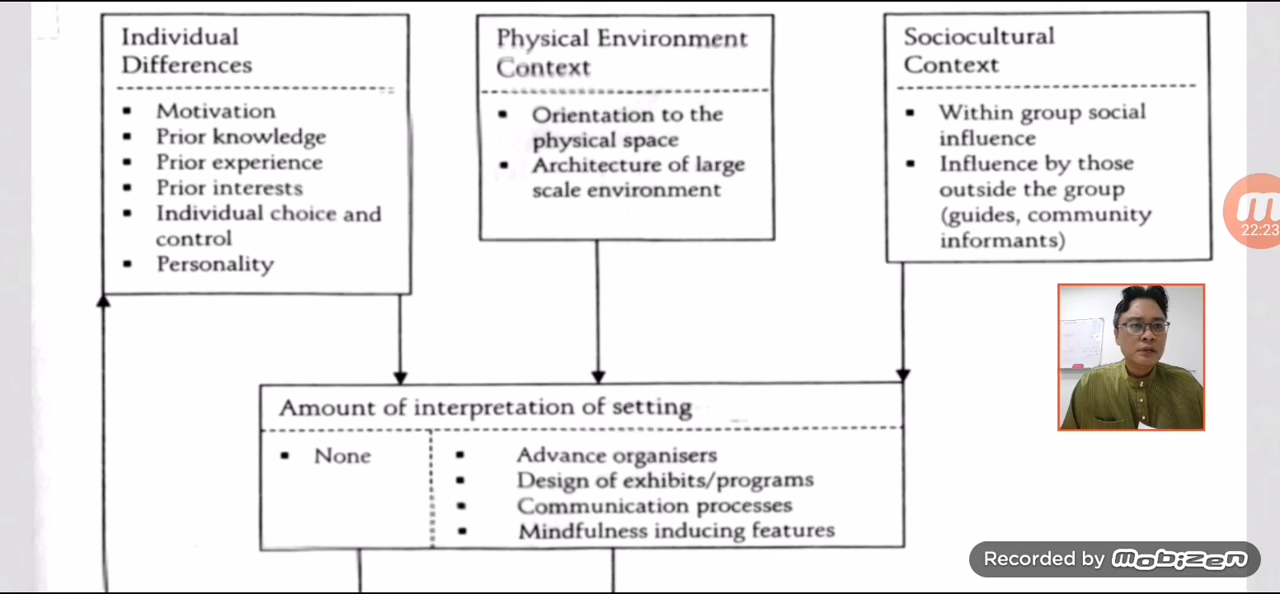 Individual
Differences
▪ Motivation
▪ Prior knowledge
▪ Prior experience
▪ Prior interests
▪ Individual choice and
control
▪ Personality
Physical Environment
Context
▪ Orientation to the
physical space
▪ Architecture of large
scale environment
Sociocultural
Context
▪ Within group social
influence
▪ Influence by those
outside the group
(guides, community
informants)
22:23
Amount of interpretation of setting
▪ None
▪ Advance organisers
▪ Design of exhibits/programs
▪ Communication processes
▪ Mindfulness inducing features
Recorded by mobizen